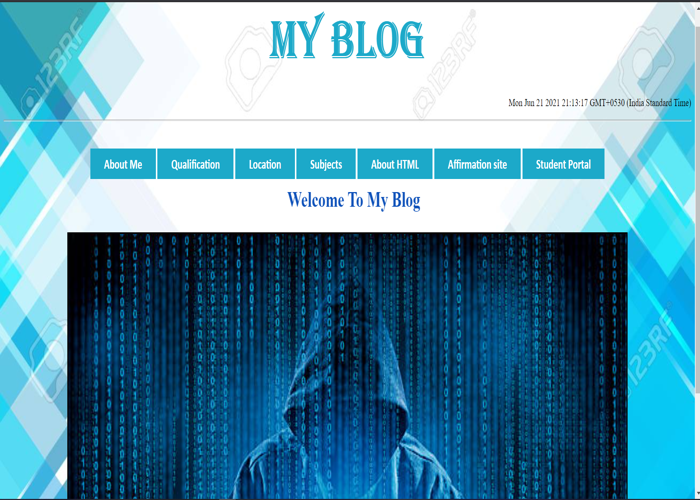 MY BLOG
Mon Jun 21 2021 21:13:17 GMT+0530 (India Standard Time)
About Me
Qualification
Location
Subjects
About HTML
Affirmation site
Student Portal
Welcome To My Blog
123RF
123RF
123RF
123RF